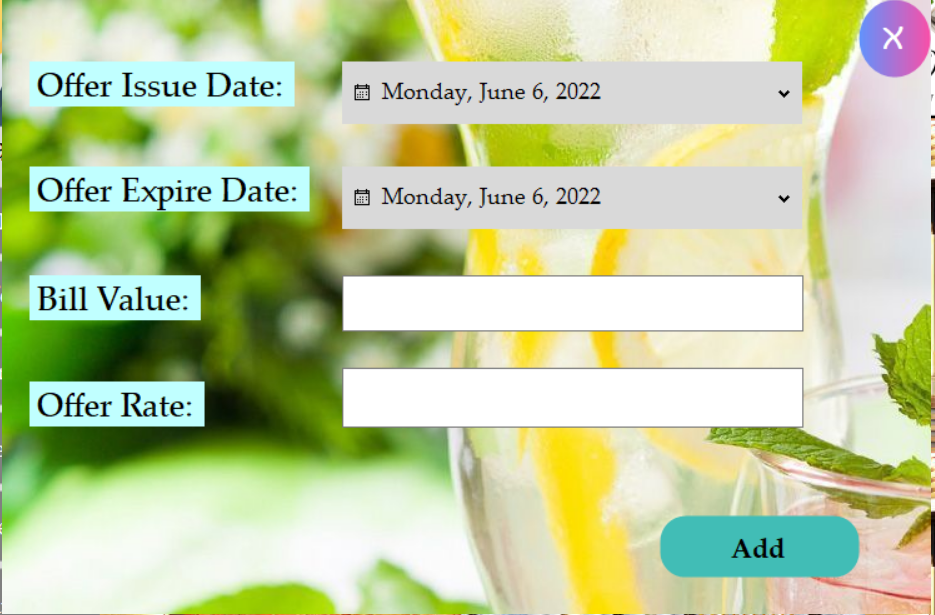 X
Offer Issue Date:
Monday, June 6, 2022
Offer Expire Date:
Monday, June 6, 2022
Bill Value:
Offer Rate:
Add